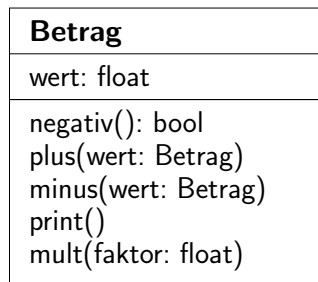 Betrag
wert: float
negativ(): bool
plus(wert: Betrag)
minus(wert: Betrag)
print()
mult(faktor: float)